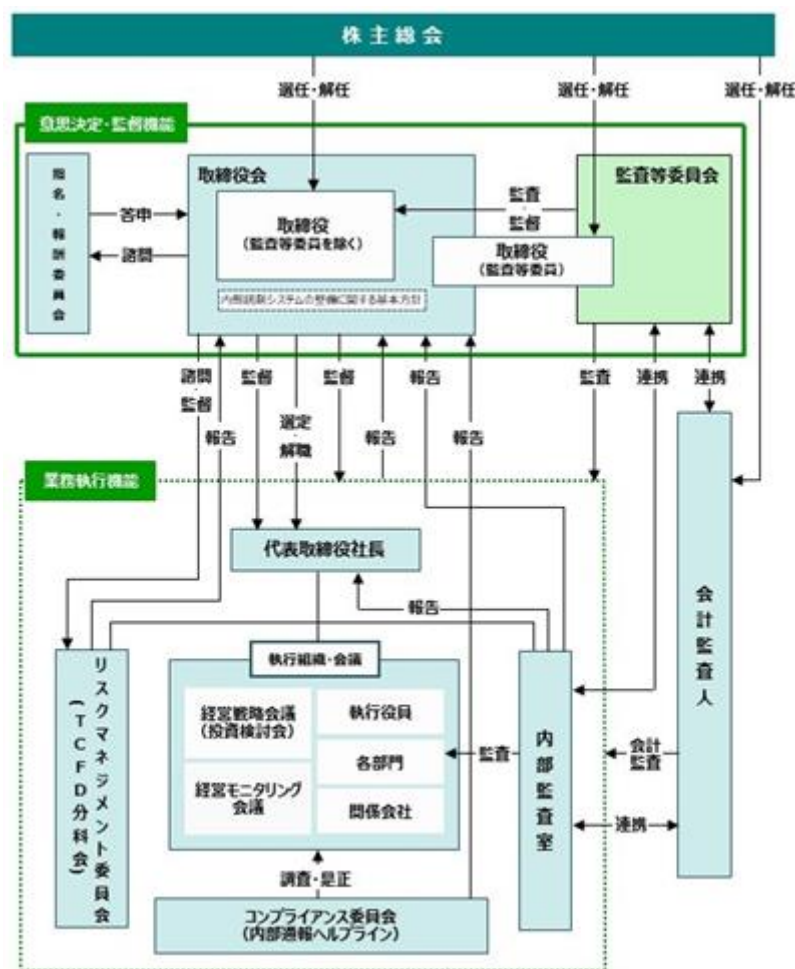 株主総会
選任・解任
選任・解任
選任・解任
意思決定・監督機能
指名・報酬委員会
答申
諮問
取締役会
取締役
(監査等委員を除く)
内部統制システムの整備に関する基本方針
監査
監督
監査等委員会
取締役
(監査等委員)
諮問
監督
報告
監督
選定・
解職
監督
報告
報告
報告
監査
連携
連携
業務執行機能
代表取締役社長
報告
執行組織・会議
経営戦略会議
(投資検討会)
経営モニタリング
会議
執行役員
各部門
関係会社
監査
内部監査室
会計
監査
連携
会計監査人
リスクマネジメント委員会
(TCFD分科会)
調査・是正
コンプライアンス委員会
(内部通報ヘルプライン)